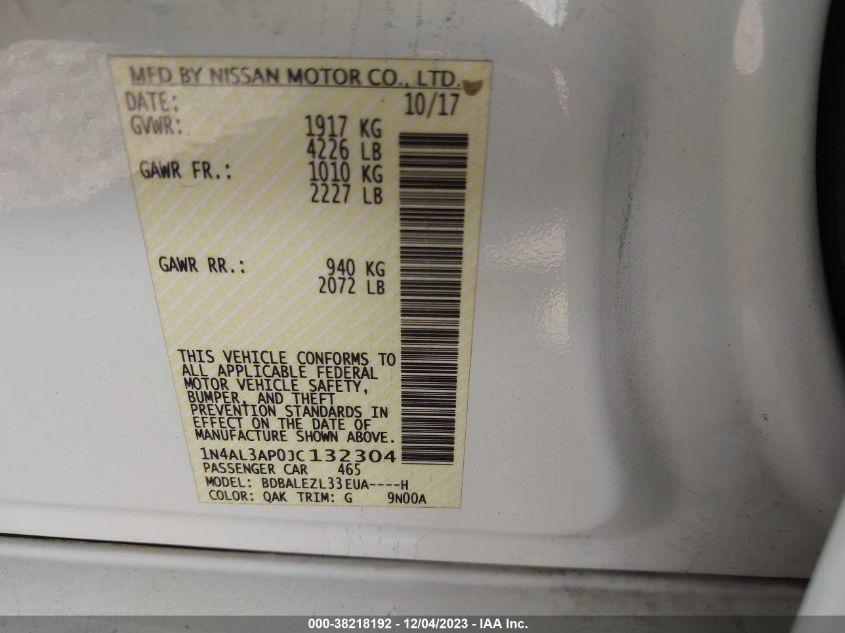 MFD BY NISSAN MOTOR CO., LTD.
DATE: 10/17
GVWR: 1917 KG
4226 LB
GAWR FR.: 1010 KG
2227 LB
GAWR RR.: 940 KG
2072 LB
THIS VEHICLE CONFORMS TO
ALL APPLICABLE FEDERAL
MOTOR VEHICLE SAFETY,
BUMPER, AND THEFT
PREVENTION STANDARDS IN
EFFECT ON THE DATE OF
MANUFACTURE SHOWN ABOVE.
1N4AL3AP0JC132304
PASSENGER CAR 465
MODEL: BDBALEZL33EUA----H
COLOR: QAK TRIM: G 9N00A
000-38218192 - 12/04/2023 - IAA Inc.